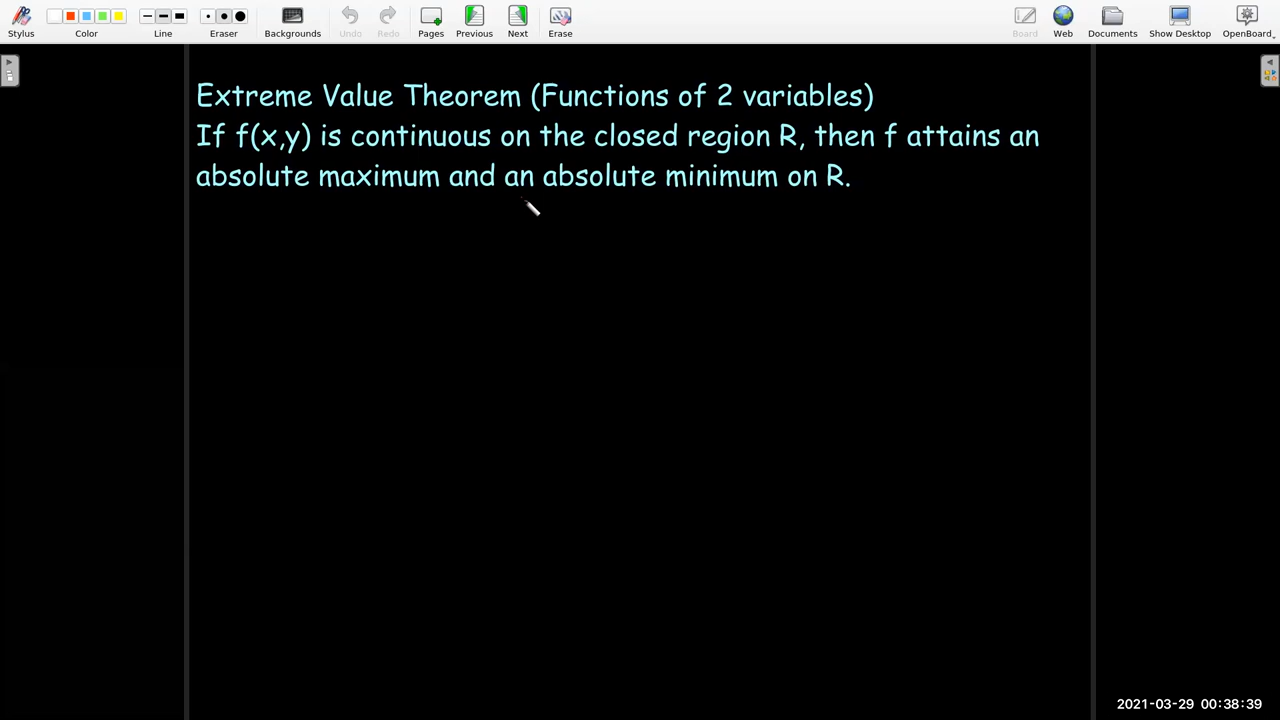 Stylus Color Line Eraser Backgrounds Undo Redo Pages Previous Next Erase Board Web Documents Show Desktop OpenBoard
Extreme Value Theorem (Functions of 2 variables)
If f(x,y) is continuous on the closed region R, then f attains an
absolute maximum and an absolute minimum on R.
2021-03-29 00:38:39